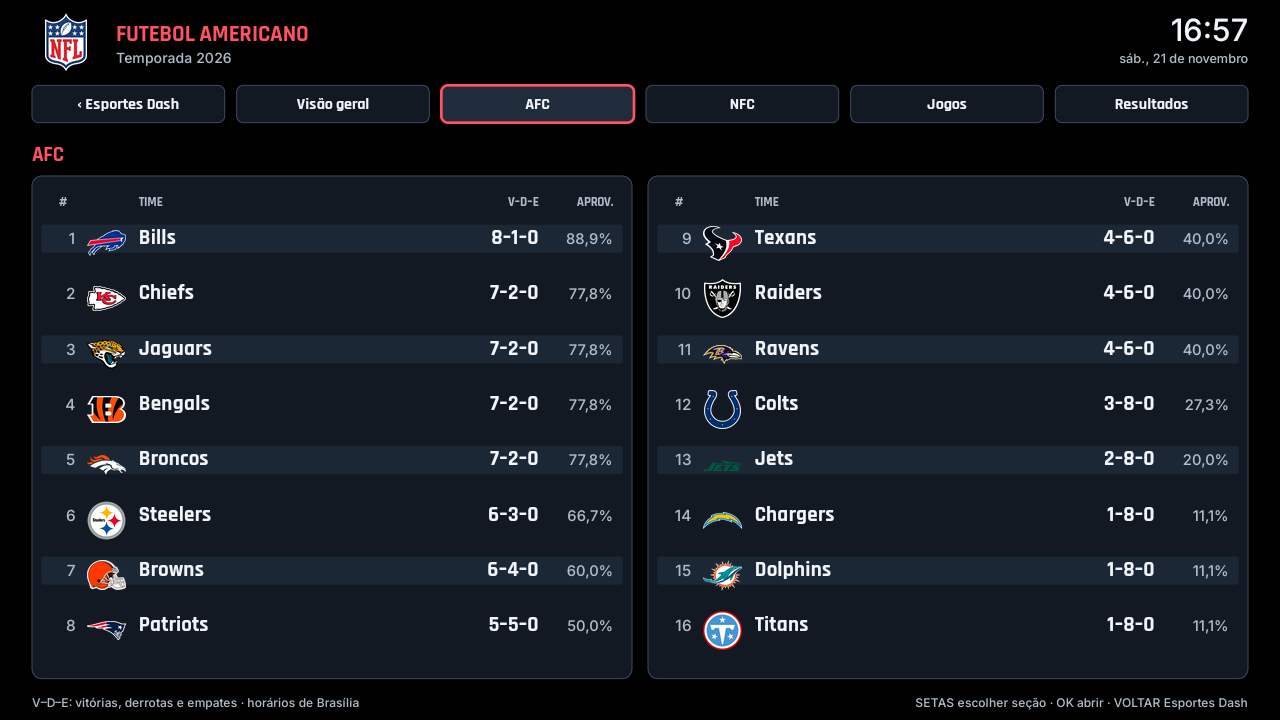 NFL
FUTEBOL AMERICANO
Temporada 2026
16:57
sáb., 21 de novembro
‹ Esportes Dash
Visão geral
AFC
NFC
Jogos
Resultados
AFC
# TIME V-D-E APROV.
1 Bills 8-1-0 88,9%
2 Chiefs 7-2-0 77,8%
3 Jaguars 7-2-0 77,8%
4 Bengals 7-2-0 77,8%
5 Broncos 7-2-0 77,8%
6 Steelers 6-3-0 66,7%
7 Browns 6-4-0 60,0%
8 Patriots 5-5-0 50,0%
# TIME V-D-E APROV.
9 Texans 4-6-0 40,0%
10 RAIDERS Raiders 4-6-0 40,0%
11 Ravens 4-6-0 40,0%
12 Colts 3-8-0 27,3%
13 JETS Jets 2-8-0 20,0%
14 Chargers 1-8-0 11,1%
15 Dolphins 1-8-0 11,1%
16 Titans 1-8-0 11,1%
V-D-E: vitórias, derrotas e empates · horários de Brasília
SETAS escolher seção · OK abrir · VOLTAR Esportes Dash